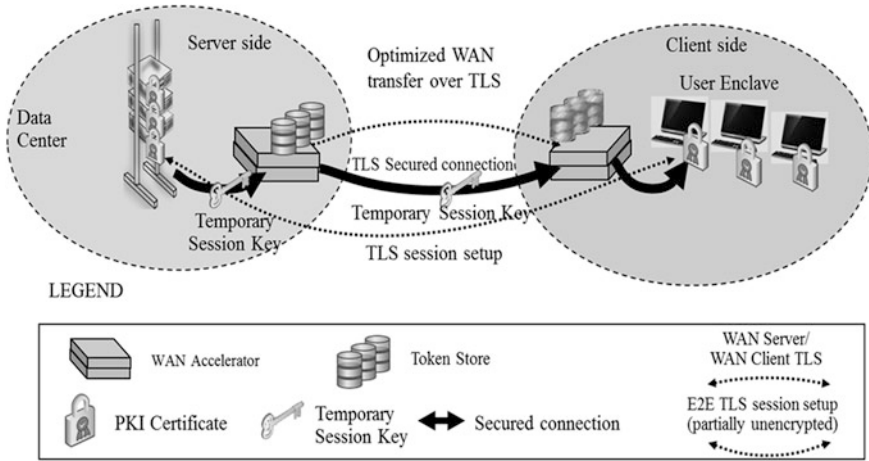 Server side
Client side
Optimized WAN
transfer over TLS
User Enclave
Data
Center
TLS Secured connection
Temporary
Session Key
Temporary Session Key
TLS session setup
LEGEND
WAN Accelerator
Token Store
WAN Server/
WAN Client TLS
PKI Certificate
Temporary
Session Key
Secured connection
E2E TLS session setup
(partially unencrypted)